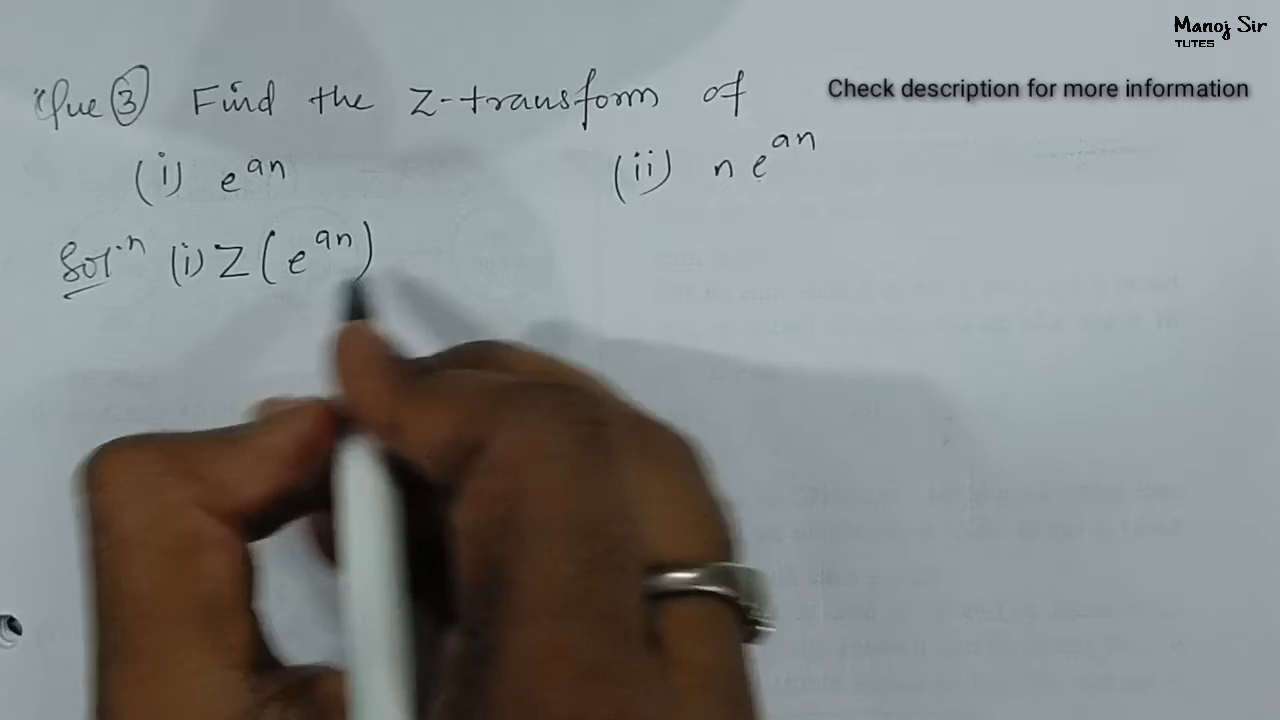 Manoj Sir
TUTES
Que (3) Find the Z-transform of
Check description for more information
(i) e^an (ii) n e^an
Sol.n (i) Z(e^an)